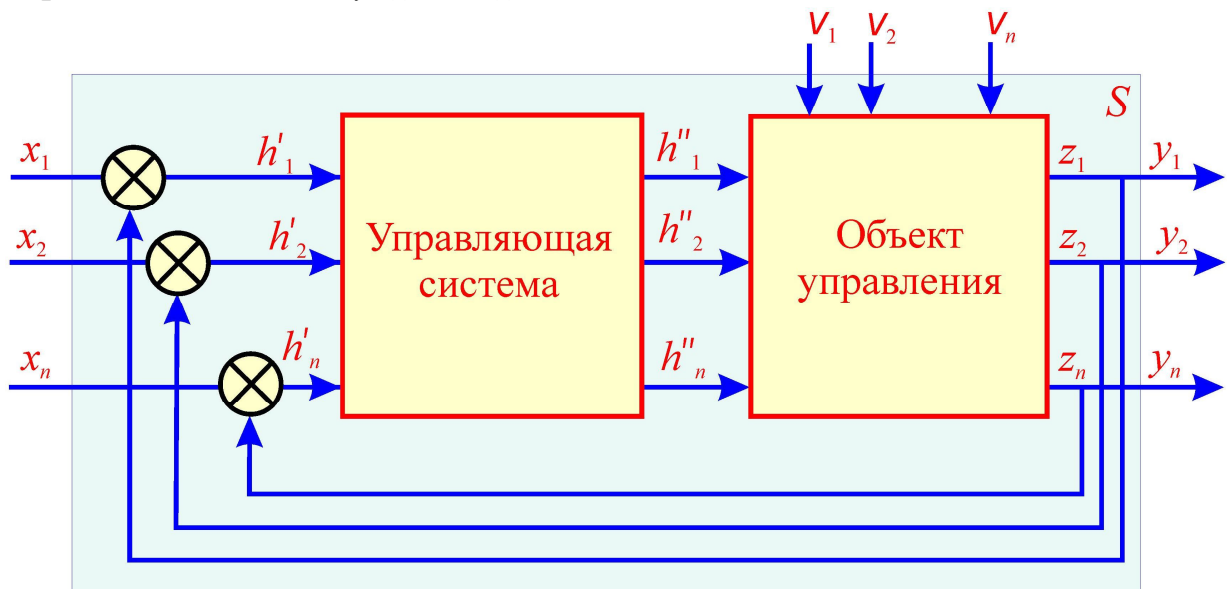 v₁ v₂ vₙ
S
x₁ h'₁ h"₁ z₁ y₁
x₂ h'₂ Управляющая h"₂ Объект z₂ y₂
система управления
xₙ h'ₙ h"ₙ zₙ yₙ